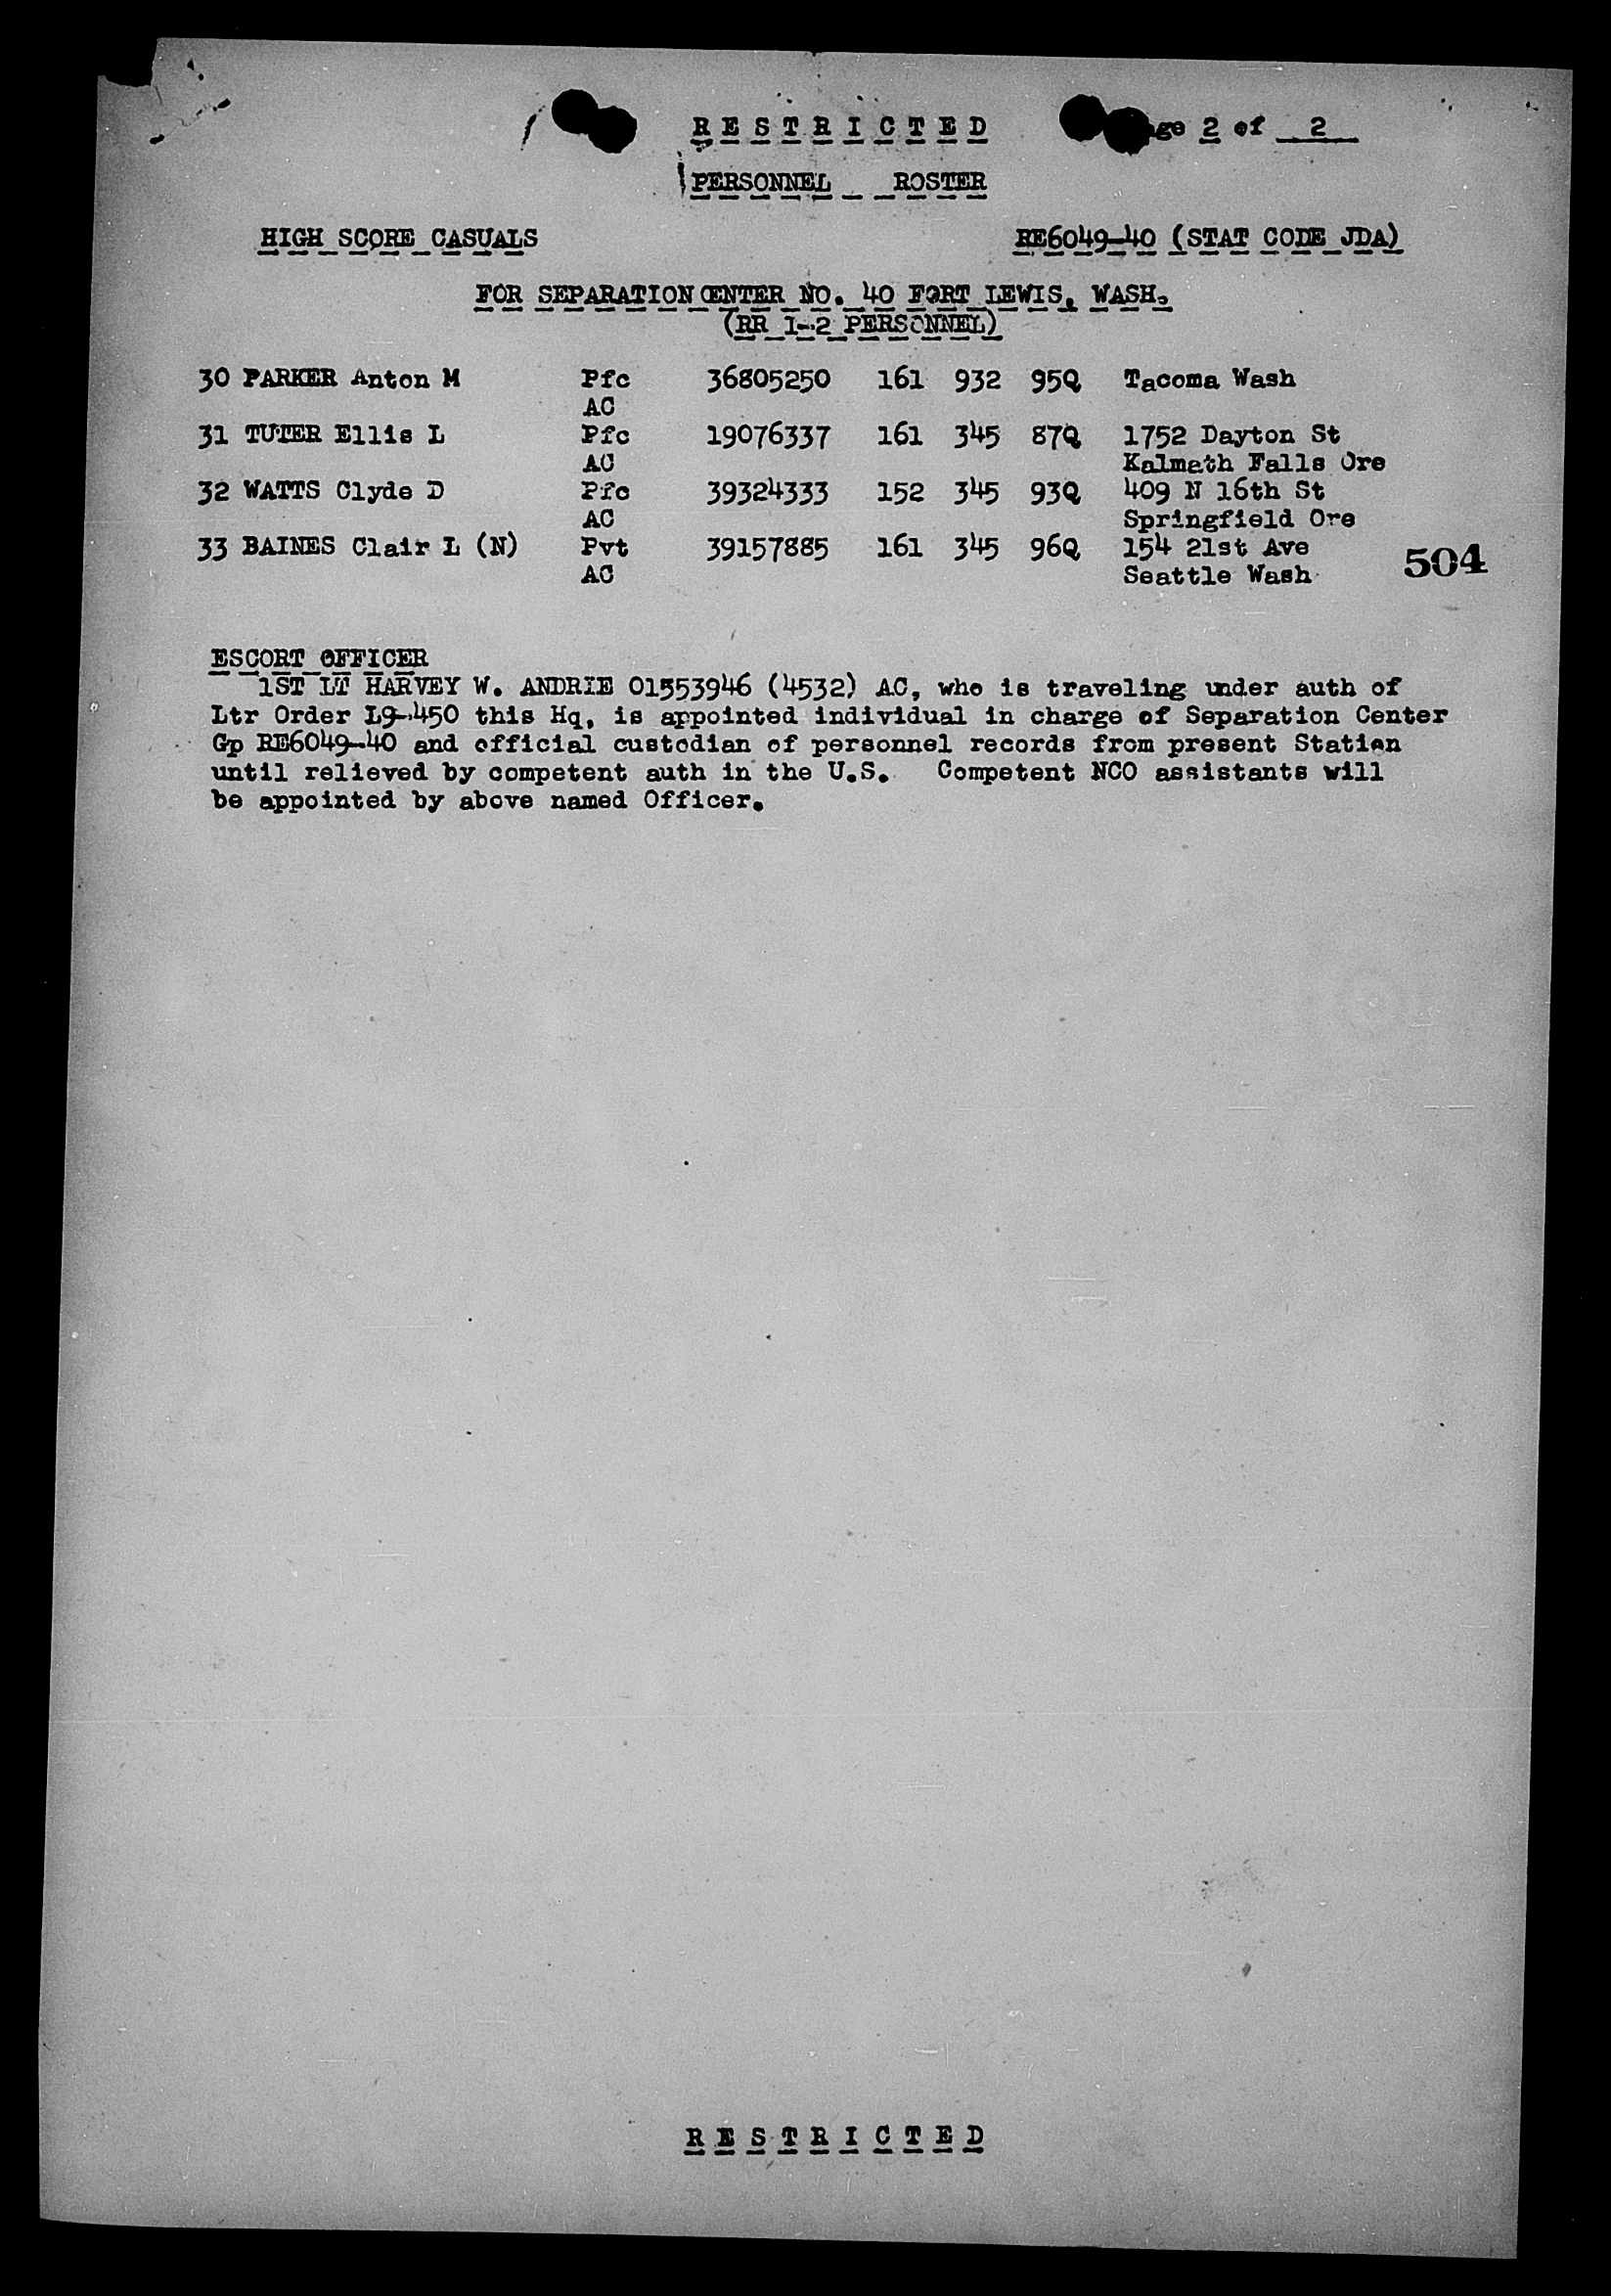 R E S T R I C T E D ge 2 of 2
PERSONNEL ROSTER
HIGH SCORE CASUALS RE6049-40 (STAT CODE JDA)
FOR SEPARATION CENTER NO. 40 FORT LEWIS, WASH.
(RR I-2 PERSONNEL)
30 PARKER Anton M Pfc 36805250 161 932 95Q Tacoma Wash
AC
31 TUTER Ellis L Pfc 19076337 161 345 87Q 1752 Dayton St
AC Kalmath Falls Ore
32 WATTS Clyde D Pfc 39324333 152 345 93Q 409 N 16th St
AC Springfield Ore
33 BAINES Clair L (N) Pvt 39157885 161 345 96Q 154 21st Ave
AC Seattle Wash 504
ESCORT OFFICER
1ST LT HARVEY W. ANDRIE 01553946 (4532) AC, who is traveling under auth of
Ltr Order L9-450 this Hq, is appointed individual in charge of Separation Center
Gp RE6049-40 and official custodian of personnel records from present Station
until relieved by competent auth in the U.S. Competent NCO assistants will
be appointed by above named Officer.
R E S T R I C T E D